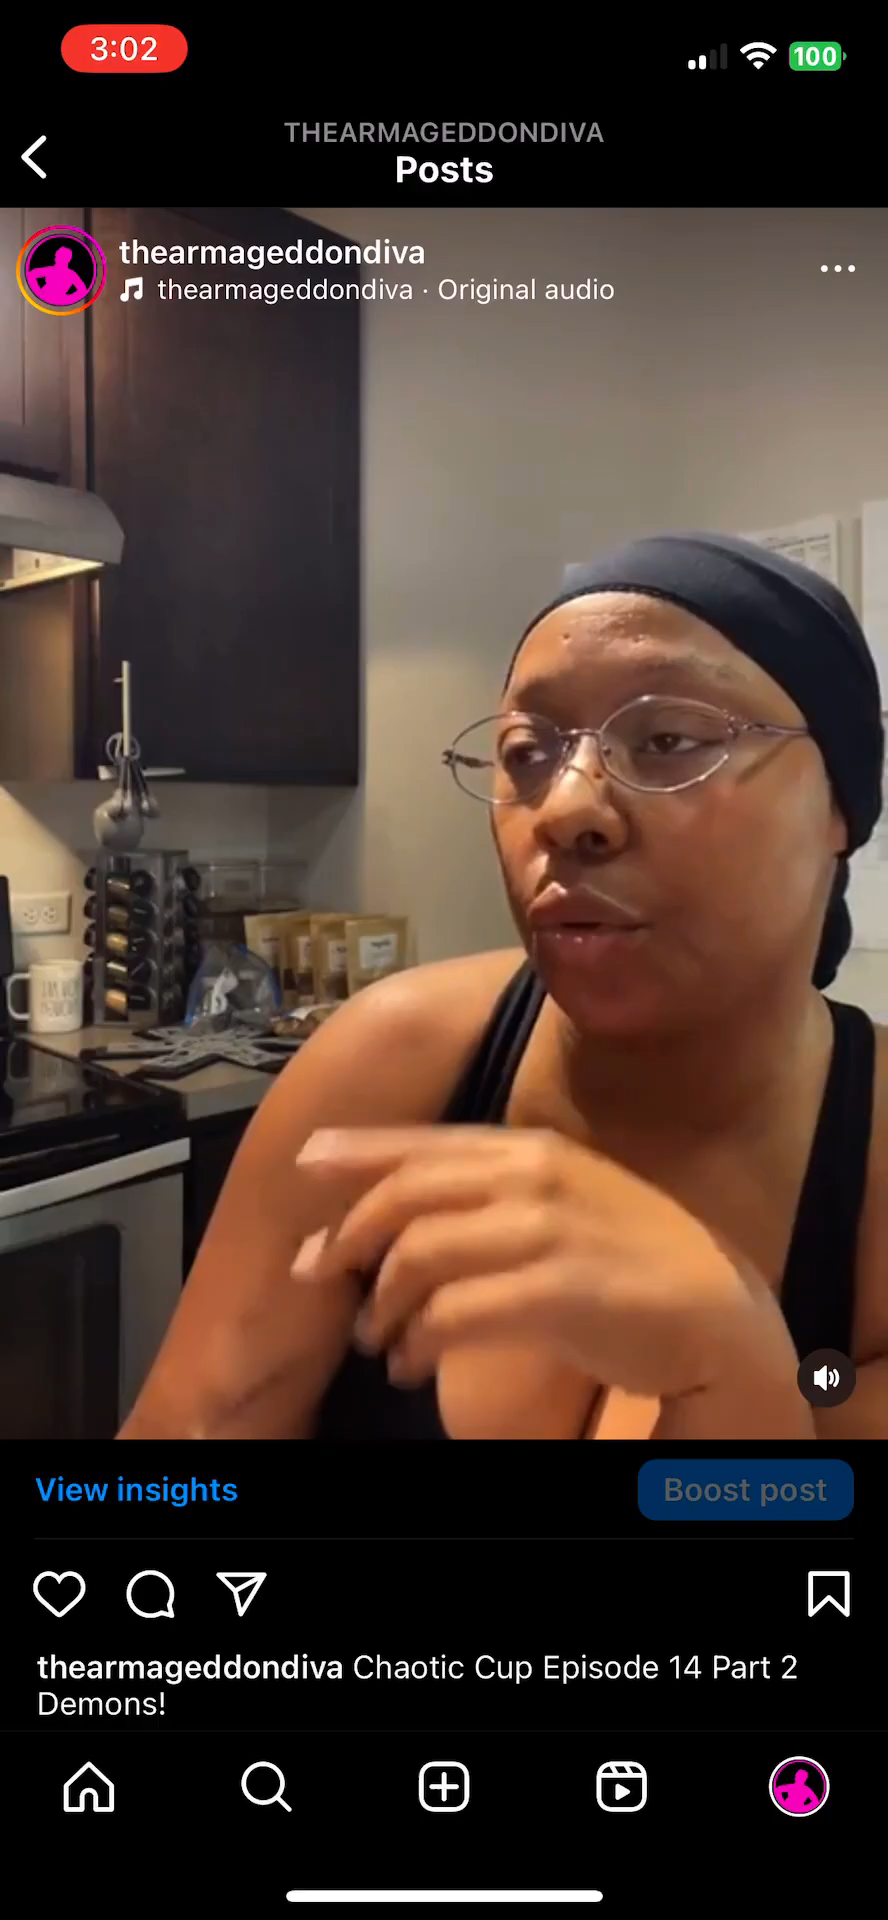 3:02
100
THEARMAGEDDONDIVA
Posts
thearmageddondiva
thearmageddondiva · Original audio
View insights
Boost post
thearmageddondiva Chaotic Cup Episode 14 Part 2
Demons!